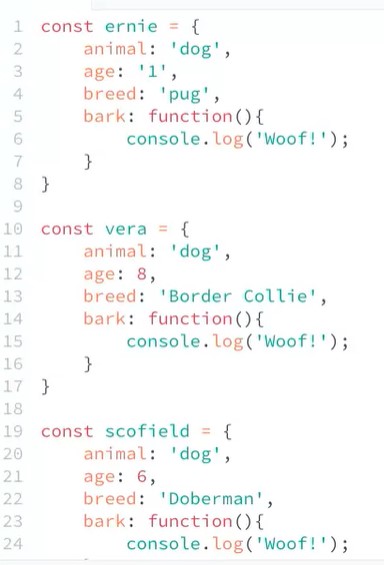 1 const ernie = {
2     animal: 'dog',
3     age: '1',
4     breed: 'pug',
5     bark: function(){
6         console.log('Woof!');
7     }
8 }
9
10 const vera = {
11     animal: 'dog',
12     age: 8,
13     breed: 'Border Collie',
14     bark: function(){
15         console.log('Woof!');
16     }
17 }
18
19 const scofield = {
20     animal: 'dog',
21     age: 6,
22     breed: 'Doberman',
23     bark: function(){
24         console.log('Woof!');